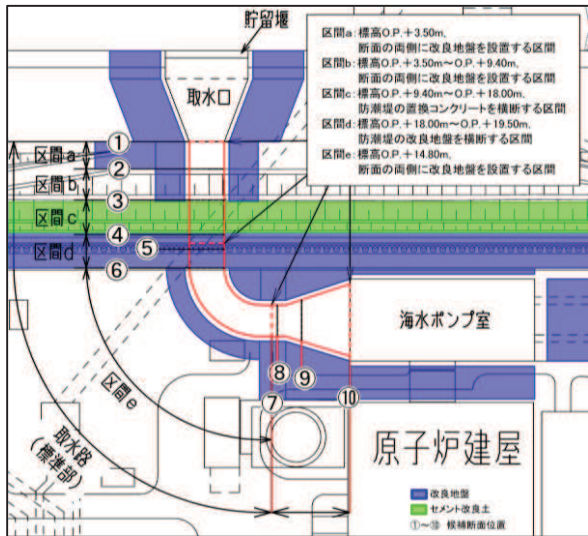 貯留堰
取水口
区間a:標高O.P.+3.50m,
断面の両側に改良地盤を設置する区間
区間b:標高O.P.+3.50m~O.P.+9.40m,
断面の両側に改良地盤を設置する区間
区間c:標高O.P.+9.40m~O.P.+18.00m,
防潮堤の置換コンクリートを横断する区間
区間d:標高O.P.+18.00m~O.P.+19.50m,
防潮堤の改良地盤を横断する区間
区間e:標高O.P.+14.80m,
断面の両側に改良地盤を設置する区間
①
区間a
②
区間b
③
区間c
④
区間d
⑤
⑥
海水ポンプ室
⑧
⑨
⑦
⑩
区間e
取水路
(標準部)
原子炉建屋
改良地盤
セメント改良土
①~⑩ 候補断面位置